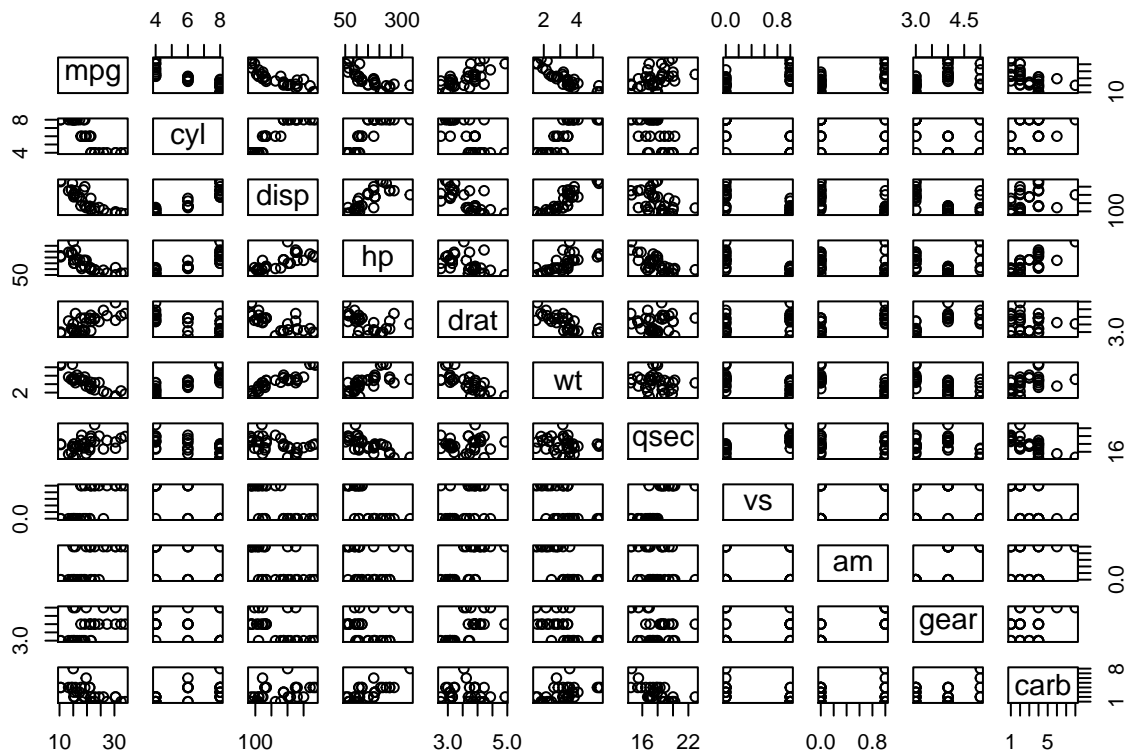 4 6 8 50 300 2 4 0.0 0.8 3.0 4.5
mpg 10
4 8 cyl
disp 100
50 hp
drat 3.0
2 wt
qsec 16
0.0 vs
am 0.0
3.0 gear
carb 1 8
10 30 100 3.0 5.0 16 22 0.0 0.8 1 5